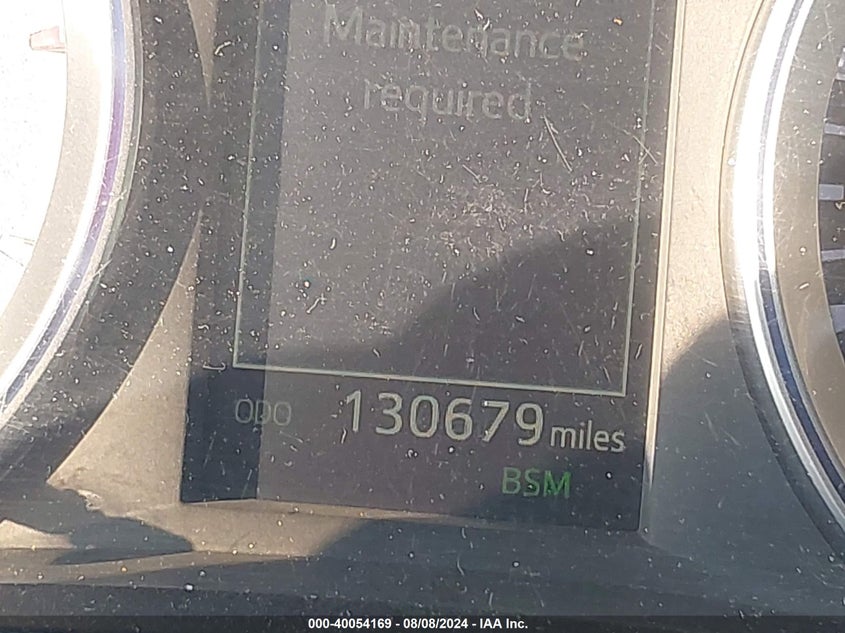 Maintenance
required
ODO 130679 miles
BSM
000-40054169 - 08/08/2024 - IAA Inc.